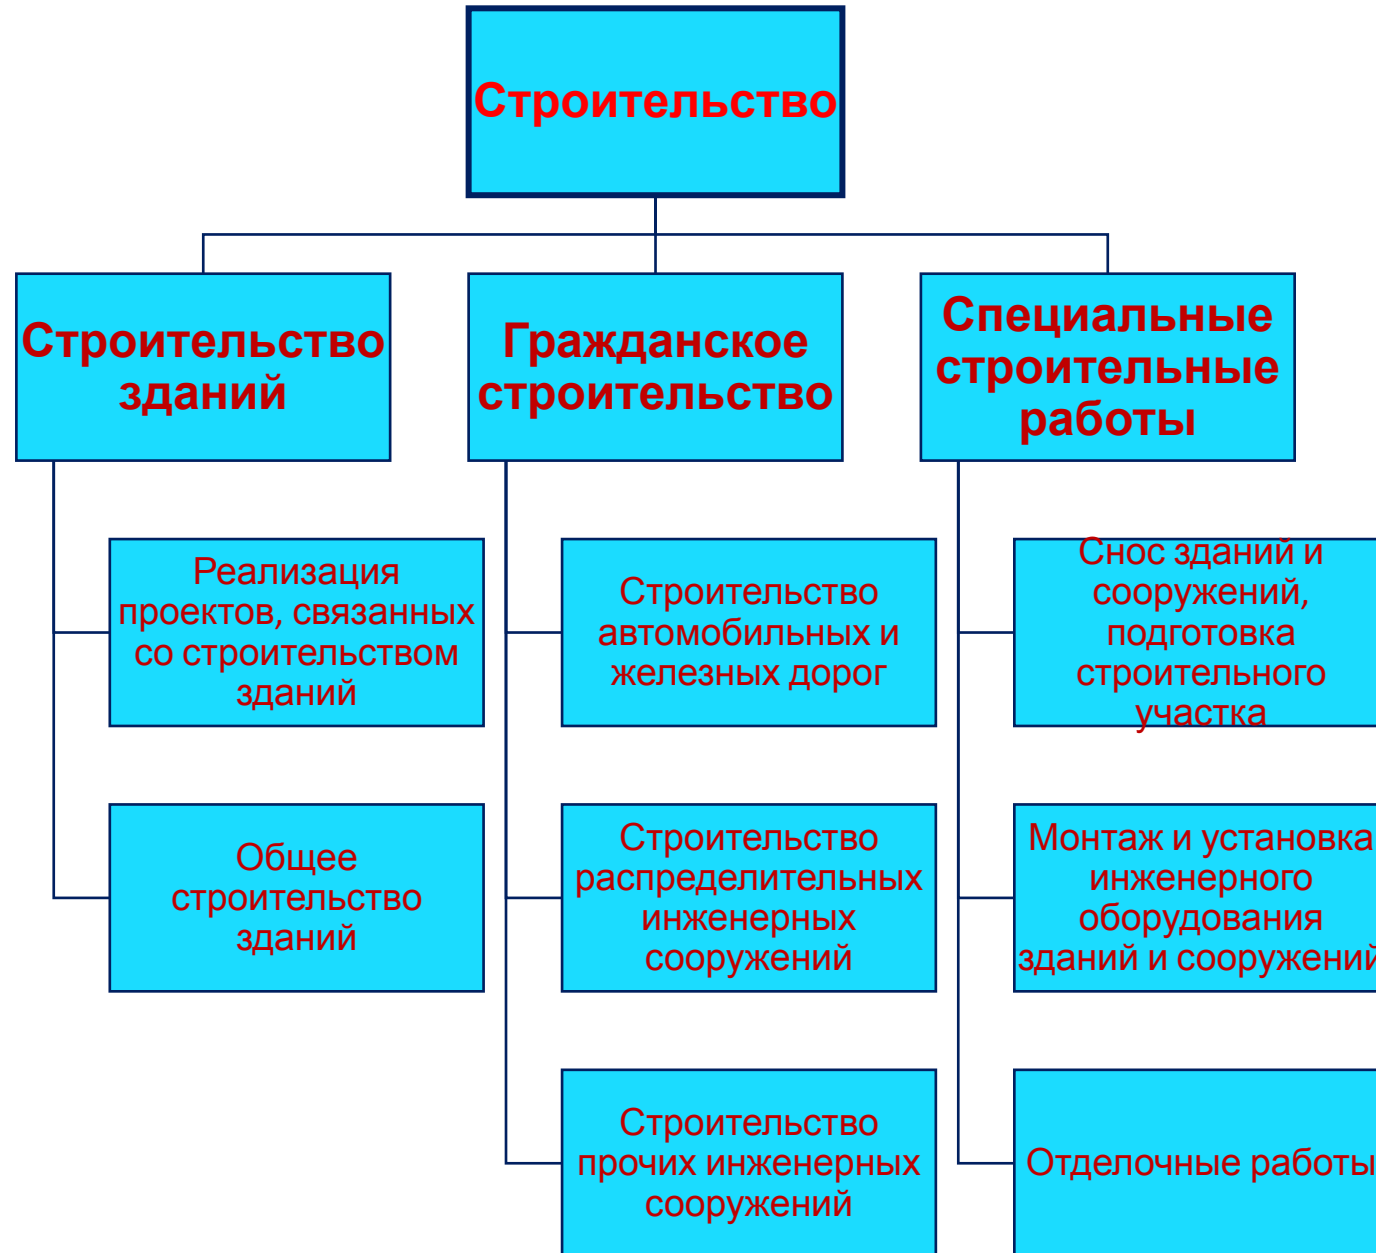 Строительство
Строительство
зданий
Гражданское
строительство
Специальные
строительные
работы
Реализация
проектов, связанных
со строительством
зданий
Общее
строительство
зданий
Строительство
автомобильных и
железных дорог
Строительство
распределительных
инженерных
сооружений
Строительство
прочих инженерных
сооружений
Снос зданий и
сооружений,
подготовка
строительного
участка
Монтаж и установка
инженерного
оборудования
зданий и сооружений
Отделочные работы